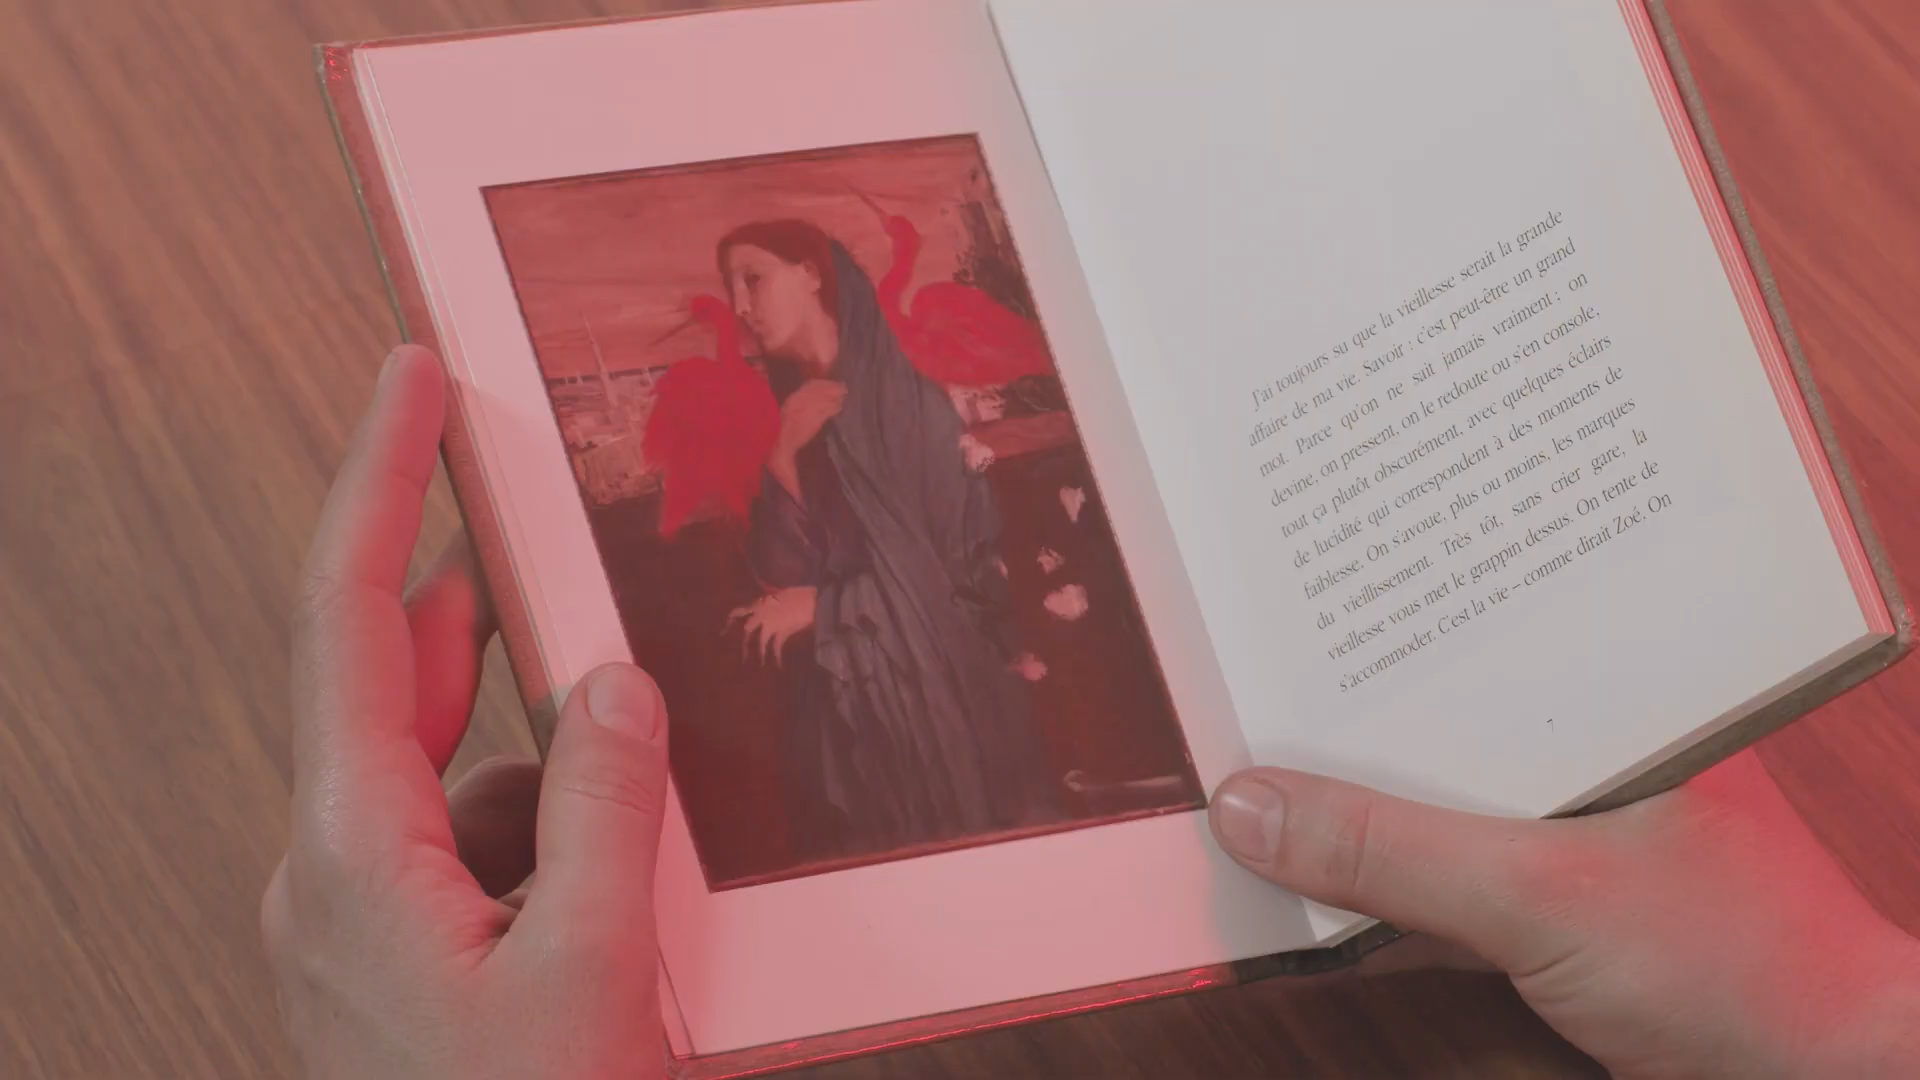 J'ai toujours su que la vieillesse serait la grande
affaire de ma vie. Savoir : c'est peut-être un grand
mot. Parce qu'on ne sait jamais vraiment : on
devine, on pressent, on le redoute ou s'en console,
tout ça plutôt obscurément, avec quelques éclairs
de lucidité qui correspondent à des moments de
faiblesse. On s'avoue, plus ou moins, les marques
du vieillissement. Très tôt, sans crier gare, la
vieillesse vous met le grappin dessus. On tente de
s'accommoder. C'est la vie – comme dirait Zoé. On
7